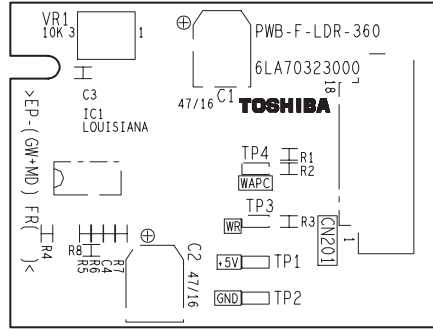 VR1
10K 3 1
PWB-F-LDR-360
6LA70323000
C3
47/16 C1
TOSHIBA
18
IC1
LOUISIANA
>EP-(GW+MD) FR( )<
TP4
R1
R2
WAPC
TP3
WR
R3
CN201
1
R4
R8
R5
R6
C4
R7
C2 47/16
+5V TP1
GND TP2